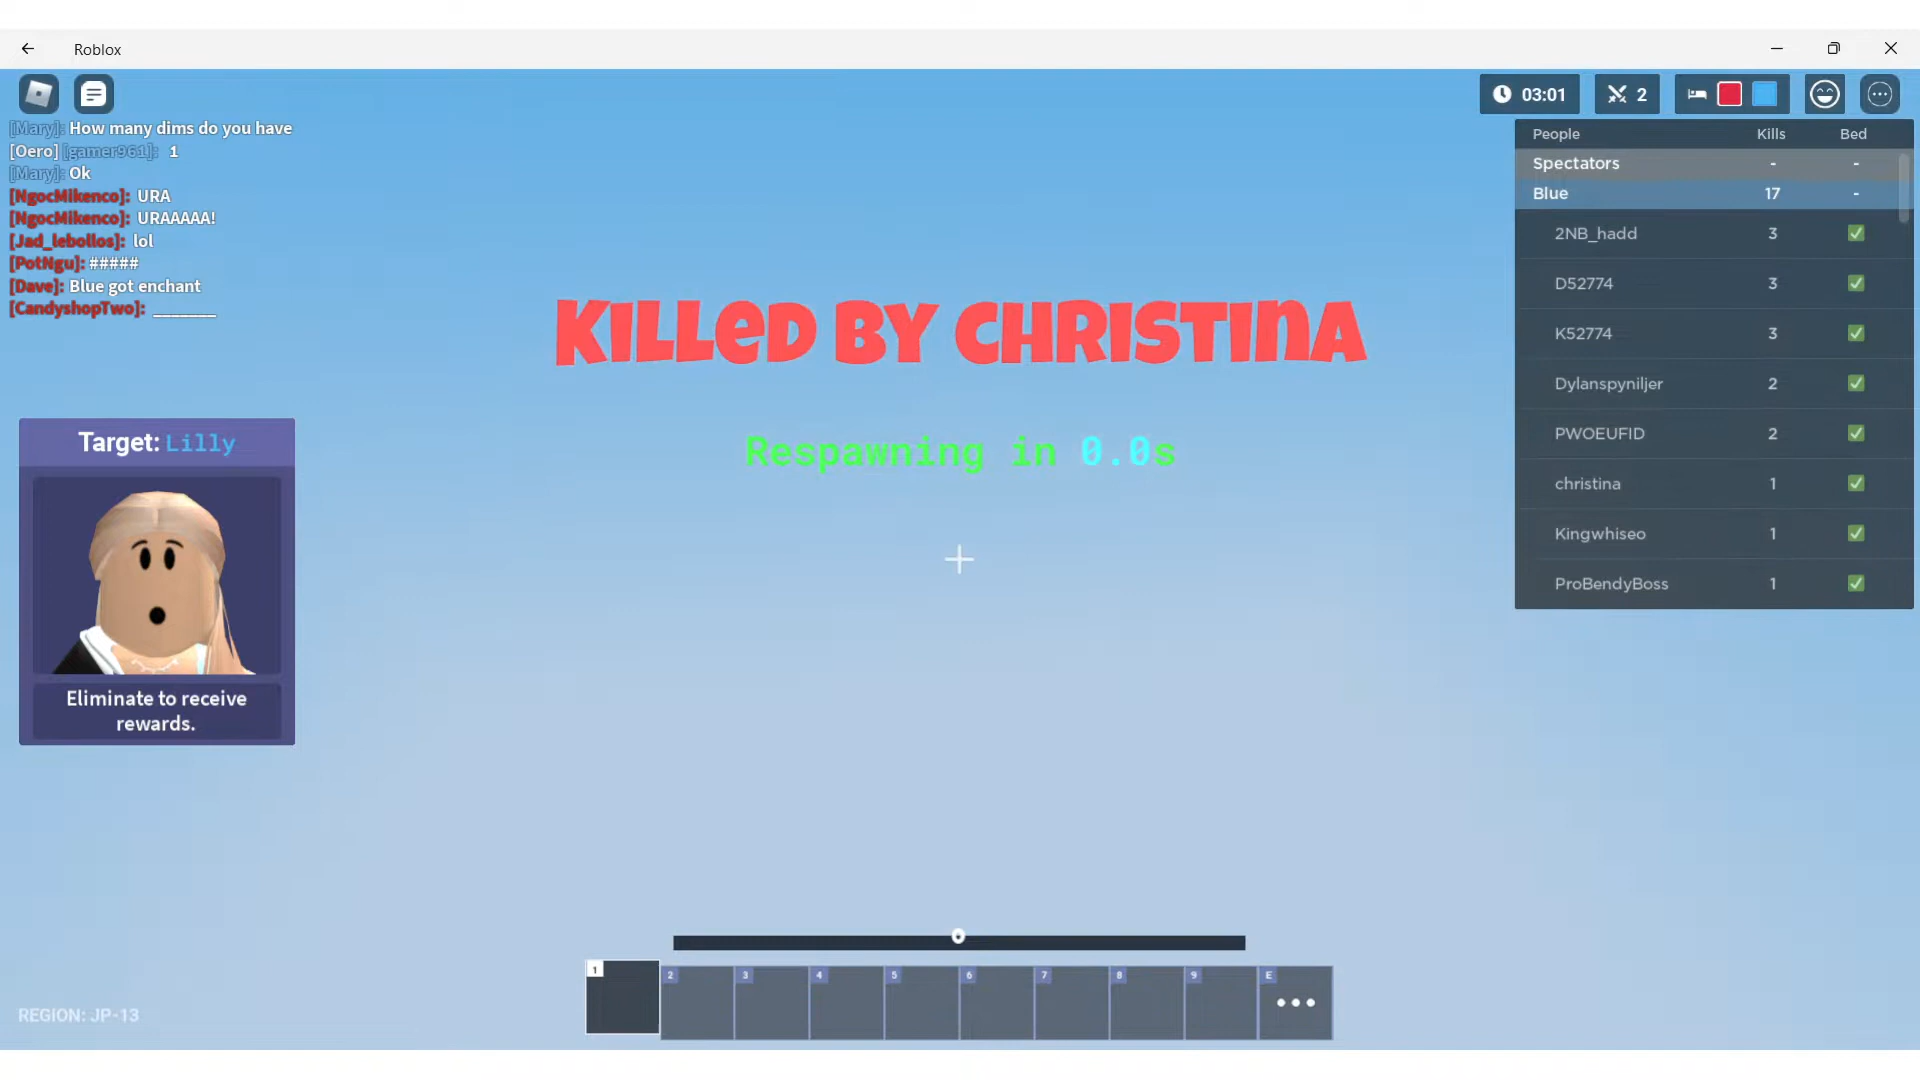 Roblox
03:01
2
[Mary]: How many dims do you have
[Oero] [gamer961]: 1
[Mary]: Ok
[NgocMikenco]: URA
[NgocMikenco]: URAAAAA!
[Jad_lebollos]: lol
[PotNgu]: #####
[Dave]: Blue got enchant
[CandyshopTwo]: _______
People Kills Bed
Spectators - -
Blue 17 -
2NB_hadd 3
D52774 3
K52774 3
Dylanspyniljer 2
PWOEUFID 2
christina 1
Kingwhiseo 1
ProBendyBoss 1
KILLeD BY CHRISTINA
Respawning in 0.0s
Target: Lilly
Eliminate to receive
rewards.
1 2 3 4 5 6 7 8 9 E
REGION: JP-13